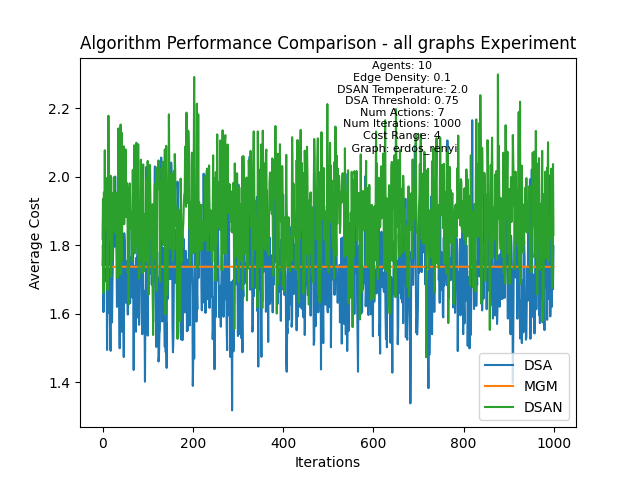 Algorithm Performance Comparison - all graphs Experiment
Agents: 10
Edge Density: 0.1
DSAN Temperature: 2.0
DSA Threshold: 0.75
Num Actions: 7
Num Iterations: 1000
Cost Range: 4
Graph: erdos_renyi
Average Cost
2.2
2.0
1.8
1.6
1.4
DSA
MGM
DSAN
0
200
400
600
800
1000
Iterations